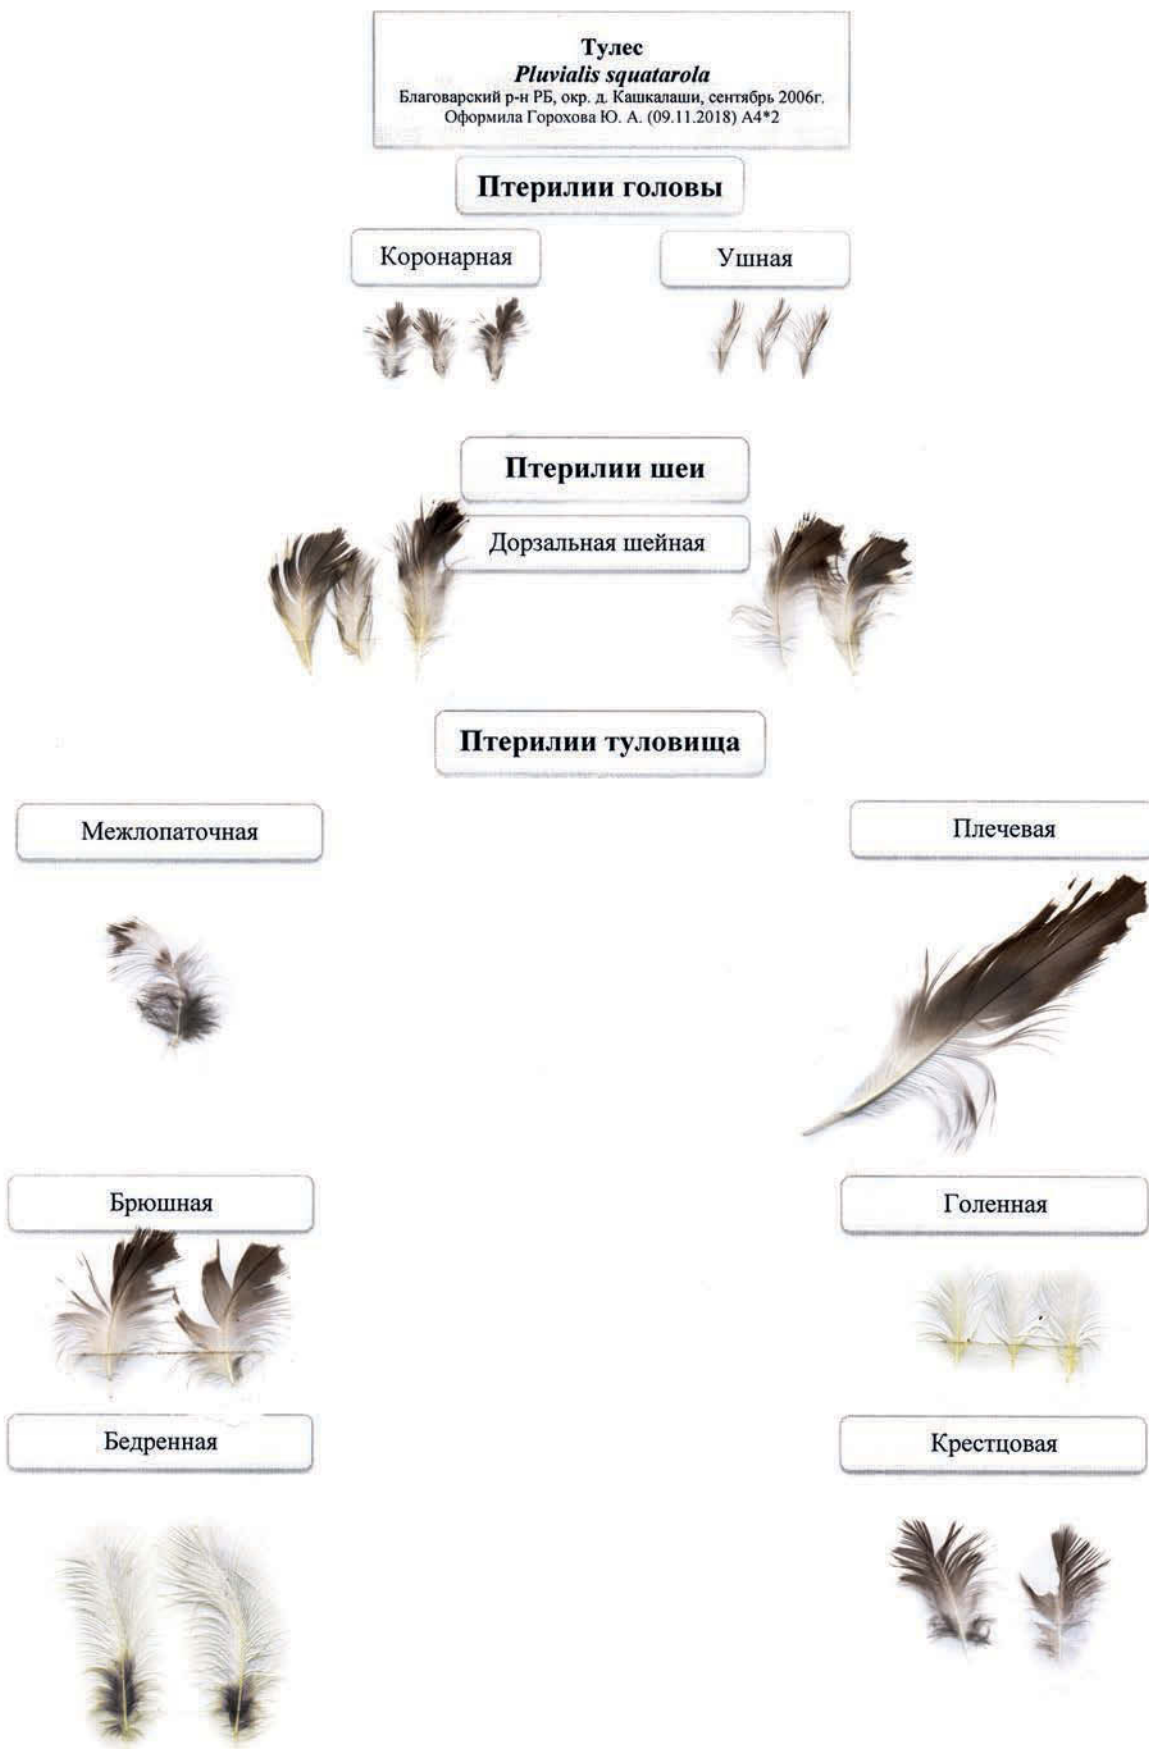 Тулес
Pluvialis squatarola
Благоварский р-н РБ, окр. д. Кашкалаши, сентябрь 2006г.
Оформила Горохова Ю. А. (09.11.2018) А4*2
Птерилии головы
Коронарная
Ушная
Птерилии шеи
Дорзальная шейная
Птерилии туловища
Межлопаточная
Плечевая
Брюшная
Голенная
Бедренная
Крестцовая